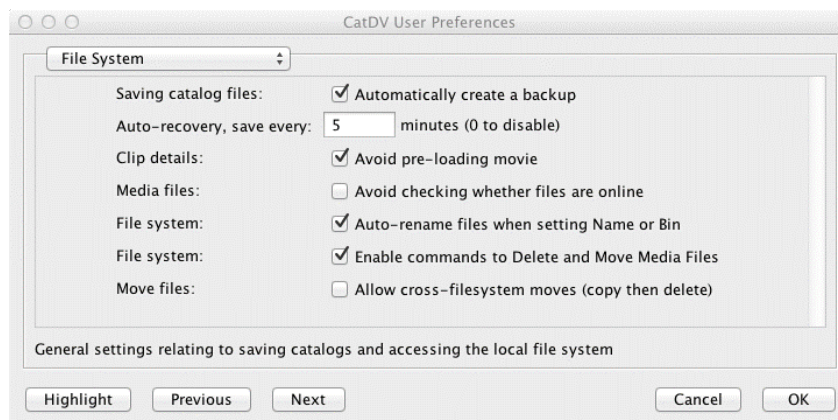 CatDV User Preferences
File System
Saving catalog files: Automatically create a backup
Auto-recovery, save every: 5 minutes (0 to disable)
Clip details: Avoid pre-loading movie
Media files: Avoid checking whether files are online
File system: Auto-rename files when setting Name or Bin
File system: Enable commands to Delete and Move Media Files
Move files: Allow cross-filesystem moves (copy then delete)
General settings relating to saving catalogs and accessing the local file system
Highlight Previous Next Cancel OK